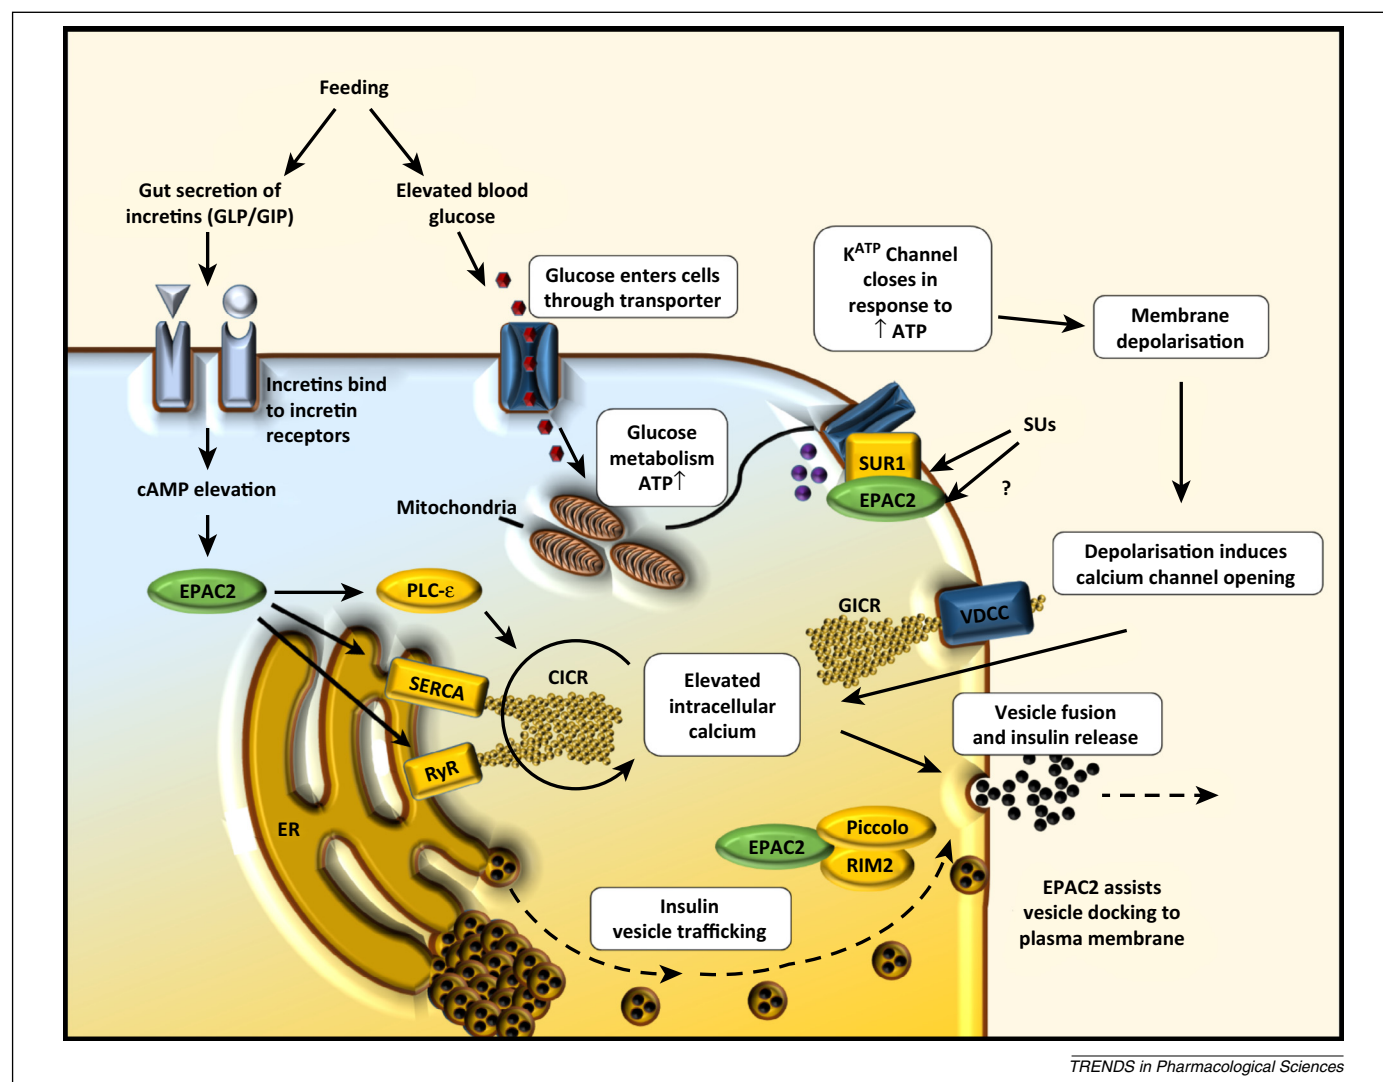 Feeding
Gut secretion of
incretins (GLP/GIP)
Elevated blood
glucose
Glucose enters cells
through transporter
K^ATP Channel
closes in
response to
↑ ATP
Membrane
depolarisation
Incretins bind
to incretin
receptors
Glucose
metabolism
ATP↑
SUs
SUR1
EPAC2
?
cAMP elevation
Mitochondria
Depolarisation induces
calcium channel opening
EPAC2
PLC-ε
GICR
VDCC
SERCA
CICR
Elevated
intracellular
calcium
RyR
Vesicle fusion
and insulin release
ER
EPAC2
Piccolo
RIM2
Insulin
vesicle trafficking
EPAC2 assists
vesicle docking to
plasma membrane
TRENDS in Pharmacological Sciences